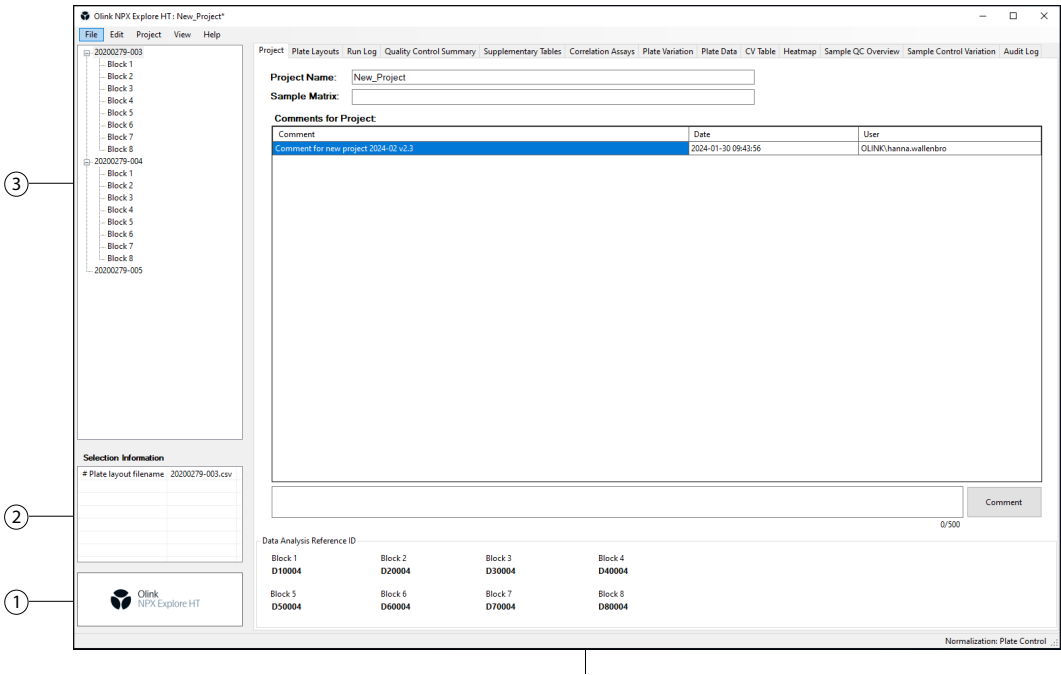 Olink NPX Explore HT: New_Project*
File Edit Project View Help
20200279-003
Block 1
Block 2
Block 3
Block 4
Block 5
Block 6
Block 7
Block 8
20200279-004
Block 1
Block 2
Block 3
Block 4
Block 5
Block 6
Block 7
Block 8
20200279-005
3
Selection Information
# Plate layout filename 20200279-003.csv
2
Olink
NPX Explore HT
1
Project Plate Layouts Run Log Quality Control Summary Supplementary Tables Correlation Assays Plate Variation Plate Data CV Table Heatmap Sample QC Overview Sample Control Variation Audit Log
Project Name: New_Project
Sample Matrix:
Comments for Project:
Comment Date User
Comment for new project 2024-02 v2.3 2024-01-30 09:43:56 OLINK\hanna.wallenbro
Comment
0/500
Data Analysis Reference ID
Block 1 Block 2 Block 3 Block 4
D10004 D20004 D30004 D40004
Block 5 Block 6 Block 7 Block 8
D50004 D60004 D70004 D80004
Normalization: Plate Control